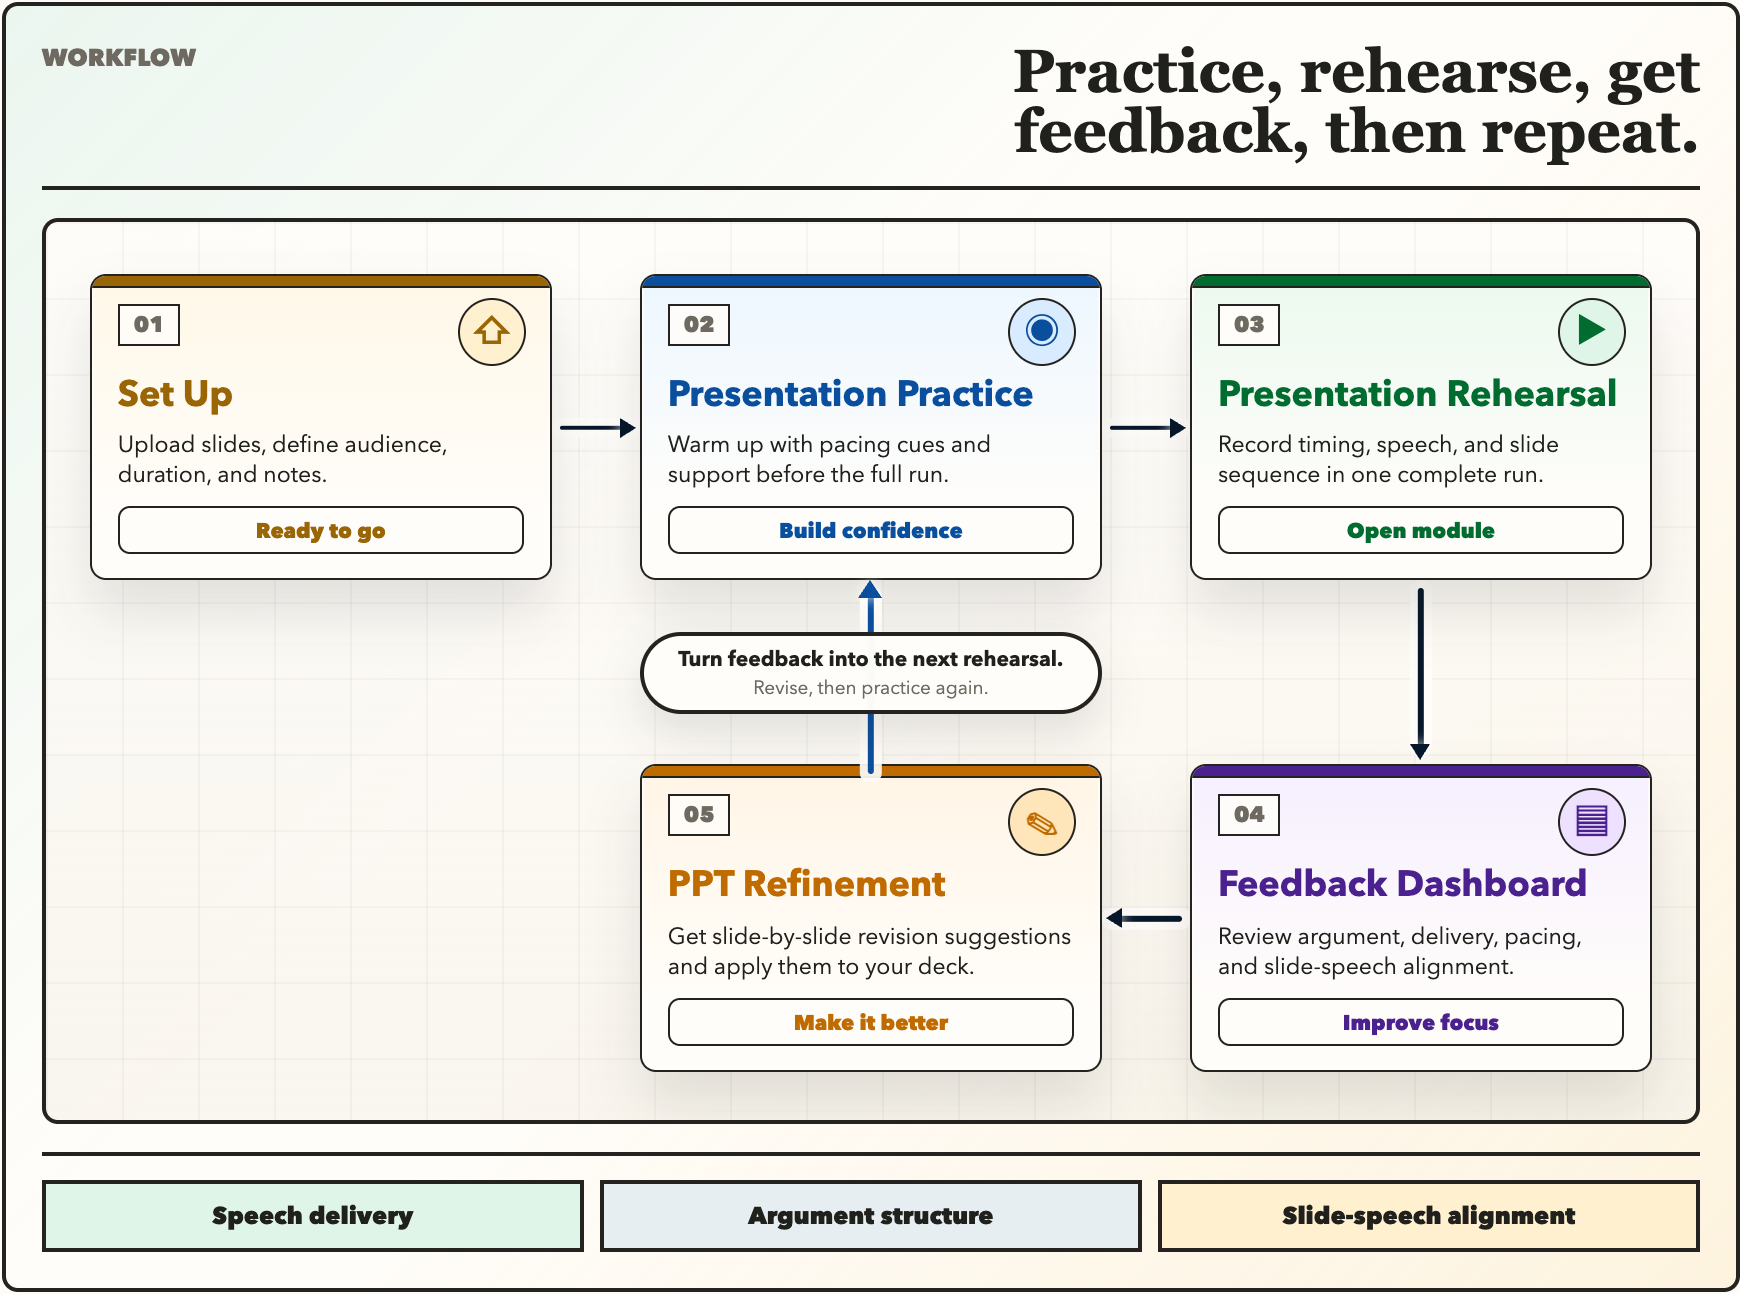 WORKFLOW
Practice, rehearse, get
feedback, then repeat.
01
Set Up
Upload slides, define audience,
duration, and notes.
Ready to go
02
Presentation Practice
Warm up with pacing cues and
support before the full run.
Build confidence
03
Presentation Rehearsal
Record timing, speech, and slide
sequence in one complete run.
Open module
Turn feedback into the next rehearsal.
Revise, then practice again.
04
Feedback Dashboard
Review argument, delivery, pacing,
and slide-speech alignment.
Improve focus
05
PPT Refinement
Get slide-by-slide revision suggestions
and apply them to your deck.
Make it better
Speech delivery
Argument structure
Slide-speech alignment